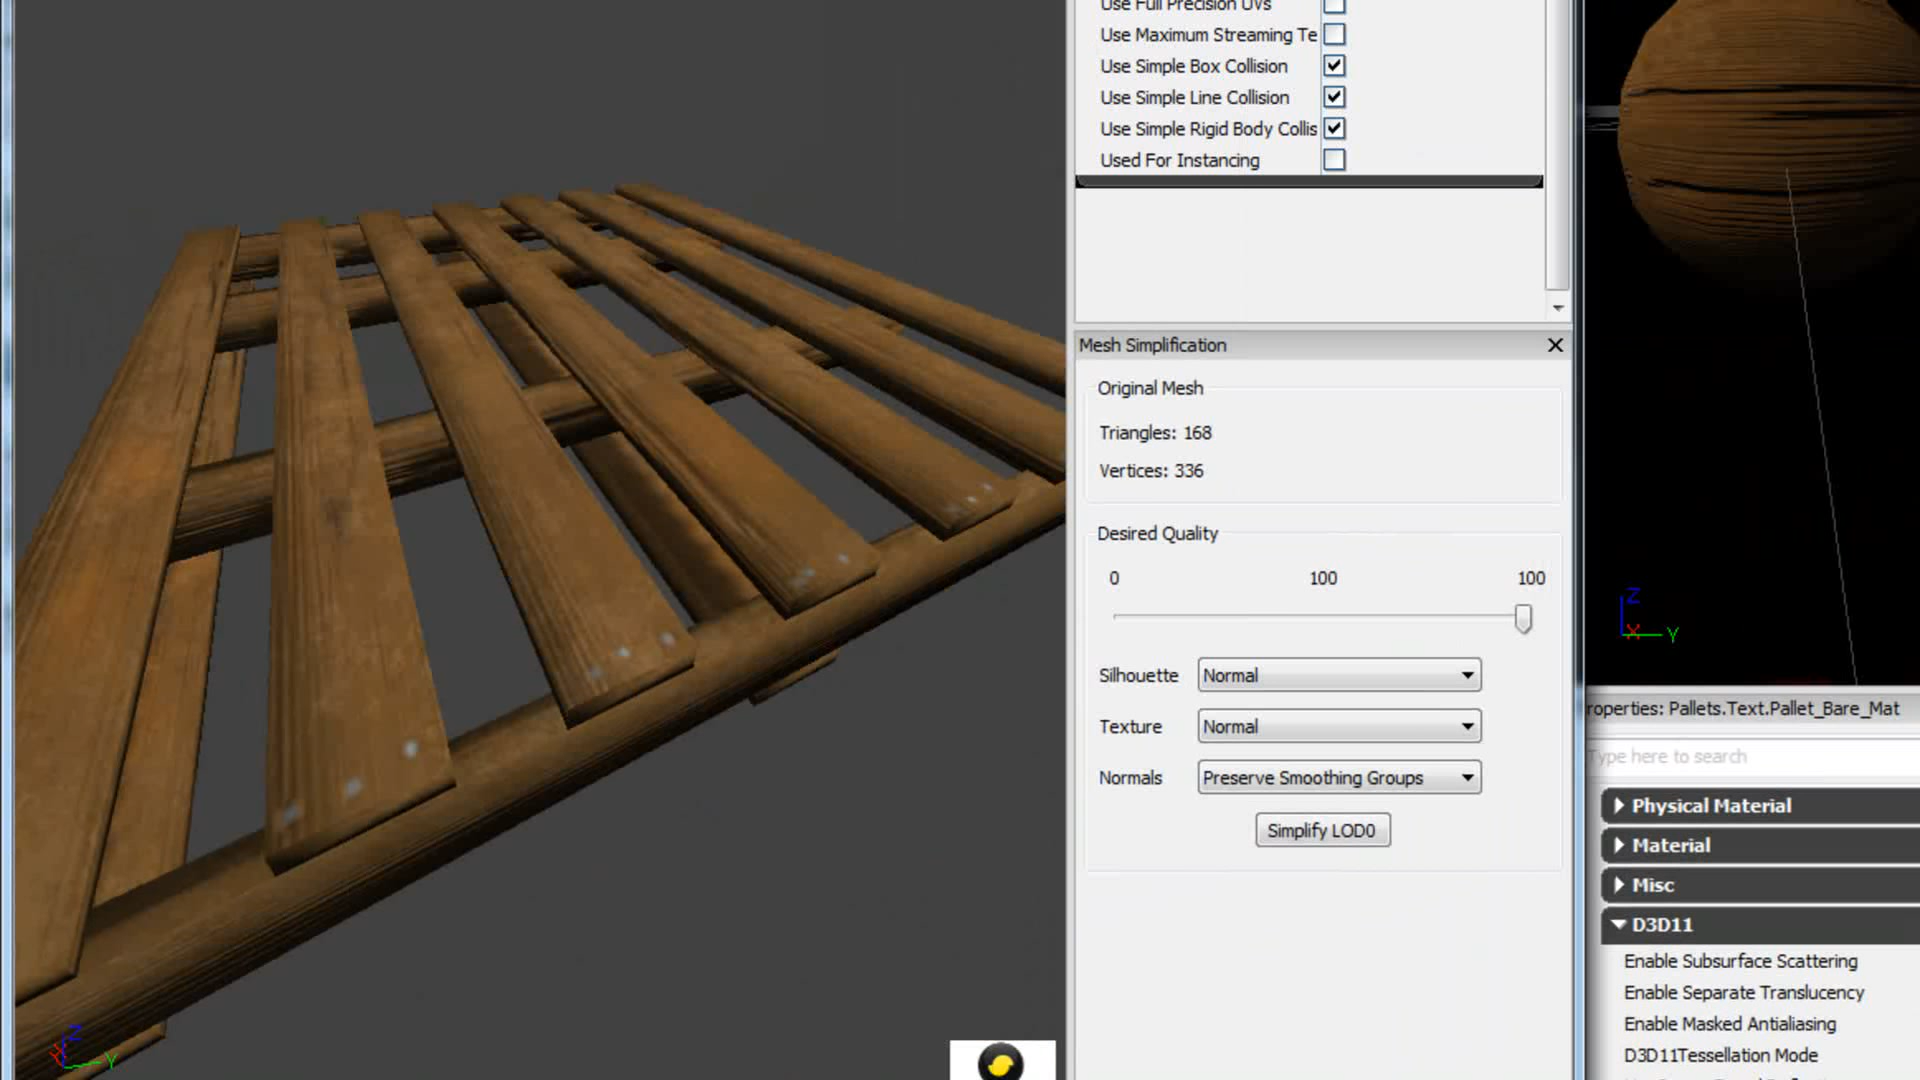 Use Full Precision UVs
Use Maximum Streaming Te
Use Simple Box Collision
Use Simple Line Collision
Use Simple Rigid Body Collis
Used For Instancing
Mesh Simplification
Original Mesh
Triangles: 168
Vertices: 336
Desired Quality
0 100 100
Silhouette Normal
Texture Normal
Normals Preserve Smoothing Groups
Simplify LOD0
Z
X Y
Z
X Y
roperties: Pallets.Text.Pallet_Bare_Mat
Type here to search
Physical Material
Material
Misc
D3D11
Enable Subsurface Scattering
Enable Separate Translucency
Enable Masked Antialiasing
D3D11Tessellation Mode